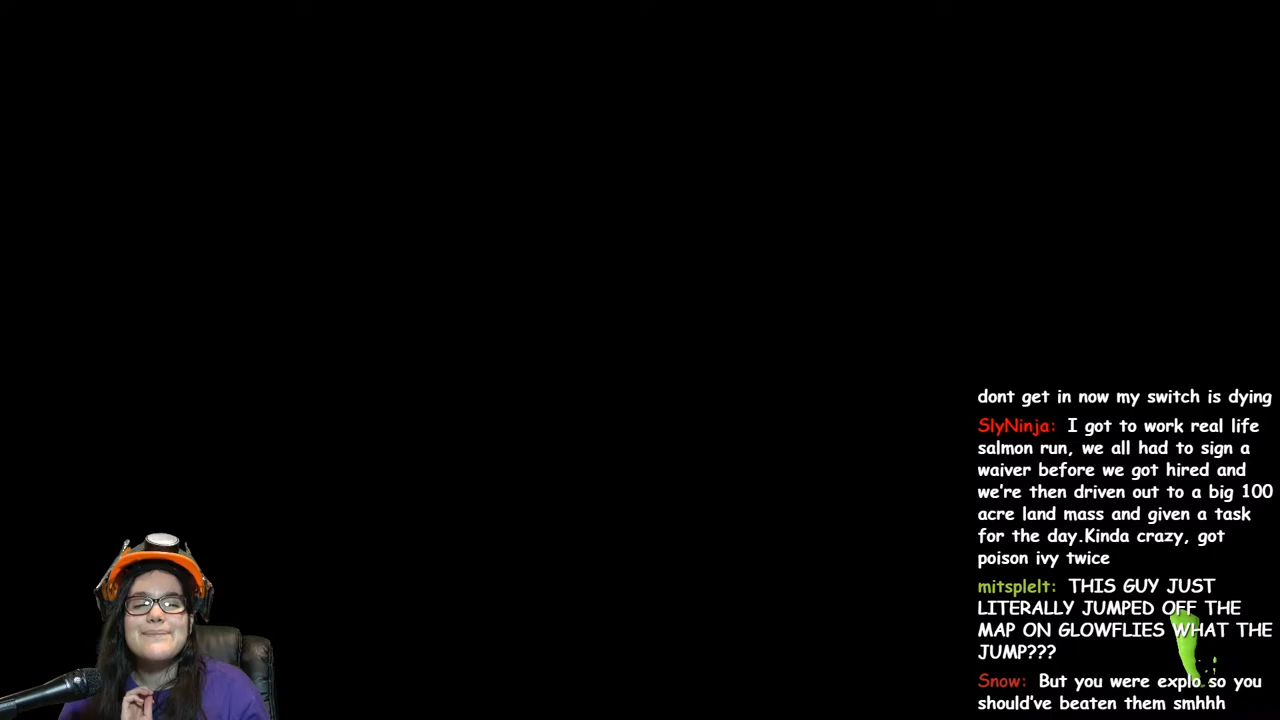 dont get in now my switch is dying
SlyNinja: I got to work real life
salmon run, we all had to sign a
waiver before we got hired and
we're then driven out to a big 100
acre land mass and given a task
for the day.Kinda crazy, got
poison ivy twice
mitsplelt: THIS GUY JUST
LITERALLY JUMPED OFF THE
MAP ON GLOWFLIES WHAT THE
JUMP???
Snow: But you were explo so you
should've beaten them smhhh